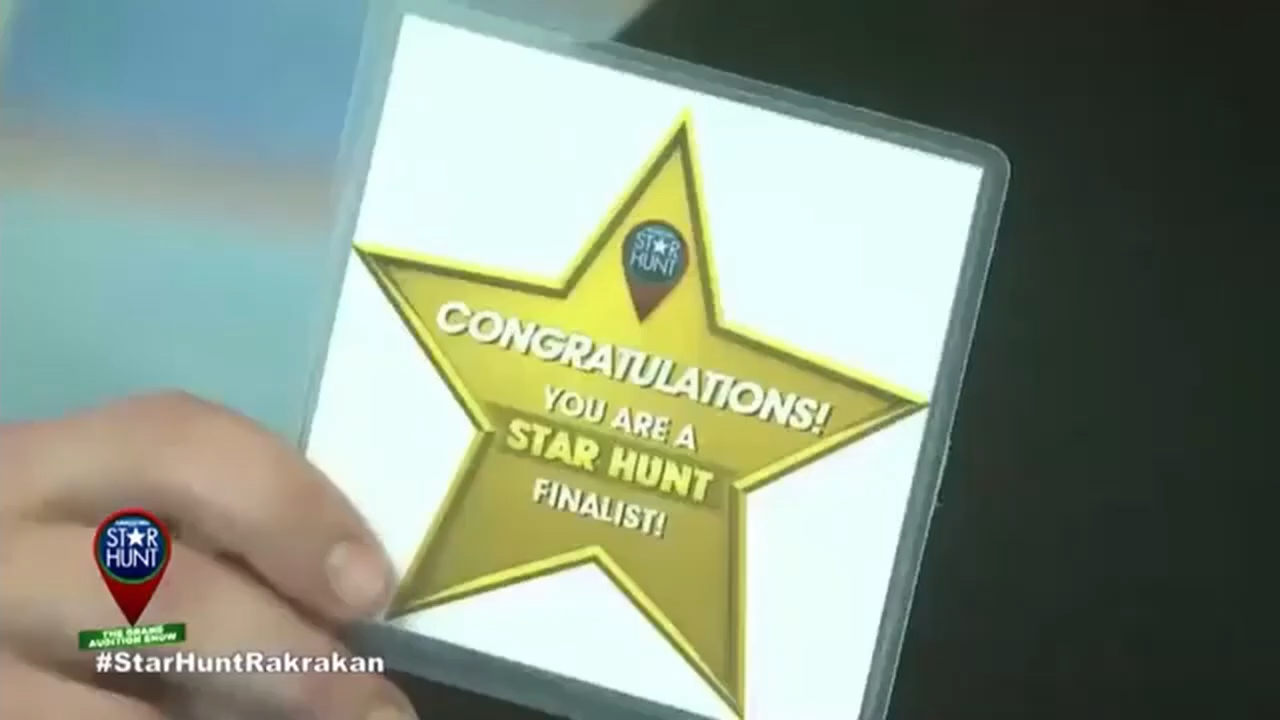 STAR
HUNT
CONGRATULATIONS!
YOU ARE A
STAR HUNT
FINALIST!
STAR
HUNT
THE GRAND
AUDITION SHOW
#StarHuntRakrakan